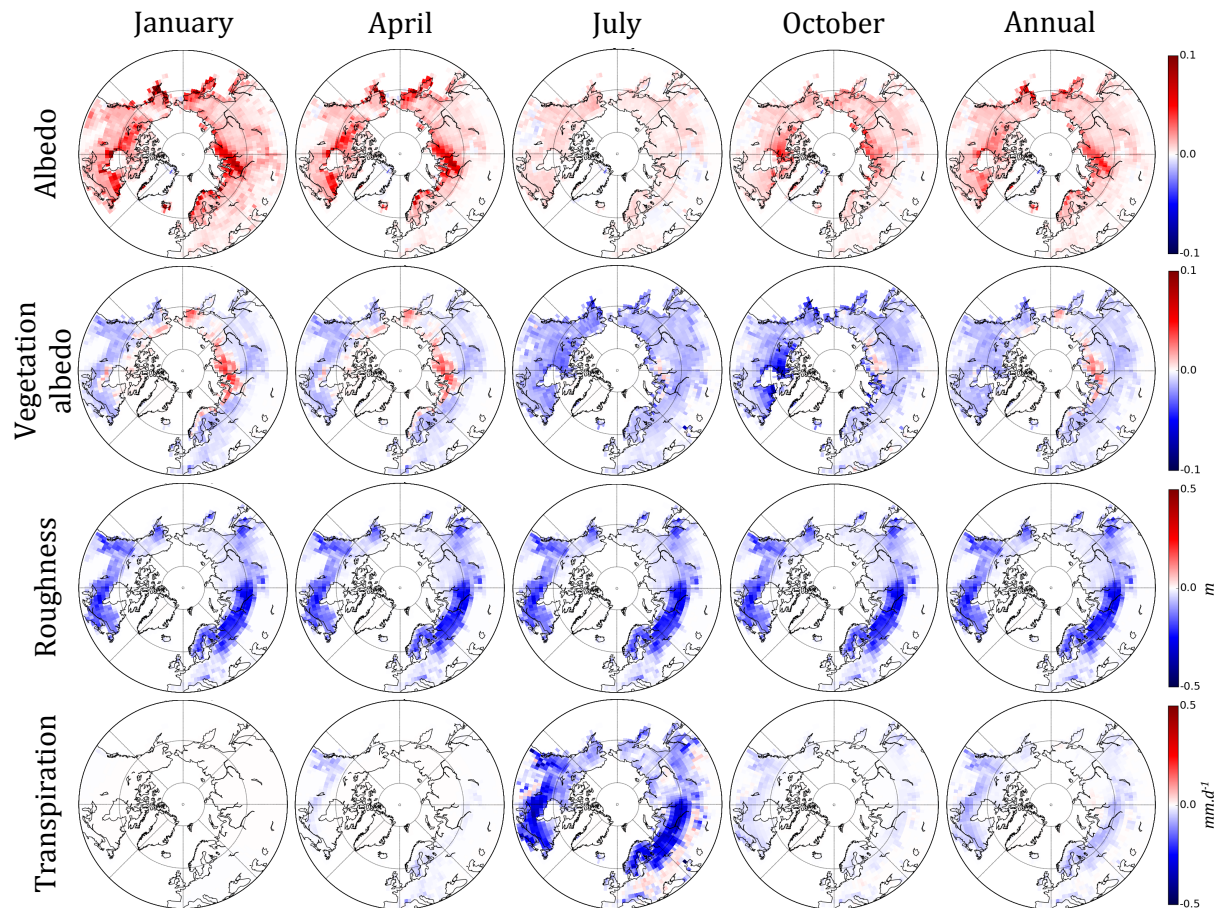 January April July October Annual
Albedo
0.1
0.0
-0.1
Vegetation
albedo
0.1
0.0
-0.1
Roughness
0.5
0.0
-0.5
m
Transpiration
0.5
0.0
-0.5
mm.d⁻¹